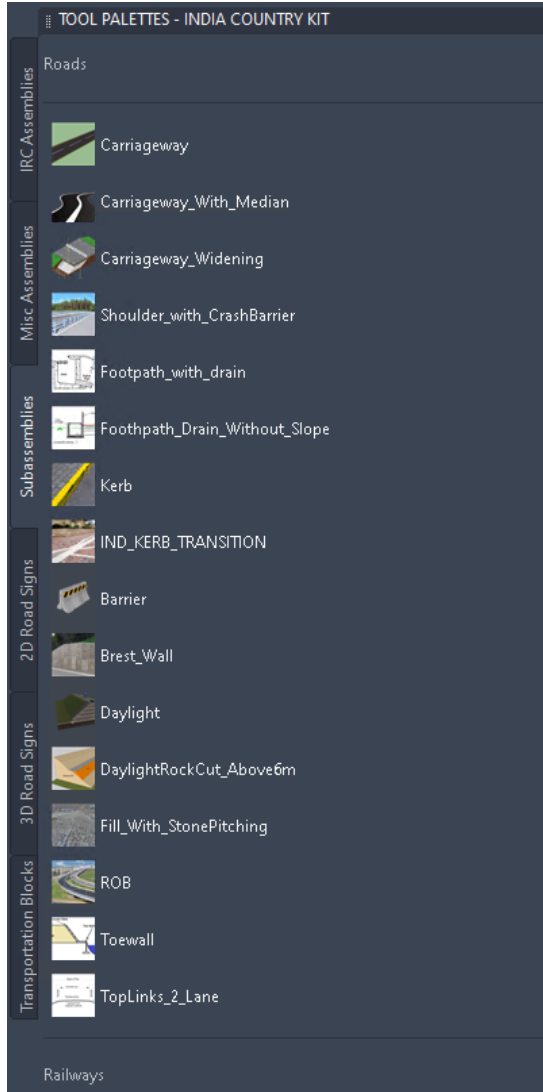 TOOL PALETTES - INDIA COUNTRY KIT
IRC Assemblies
Misc Assemblies
Subassemblies
2D Road Signs
3D Road Signs
Transportation Blocks
Roads
Carriageway
Carriageway_With_Median
Carriageway_Widening
Shoulder_with_CrashBarrier
Footpath_with_drain
Foothpath_Drain_Without_Slope
Kerb
IND_KERB_TRANSITION
Barrier
Brest_Wall
Daylight
DaylightRockCut_Above6m
Fill_With_StonePitching
ROB
Toewall
TopLinks_2_Lane
Railways